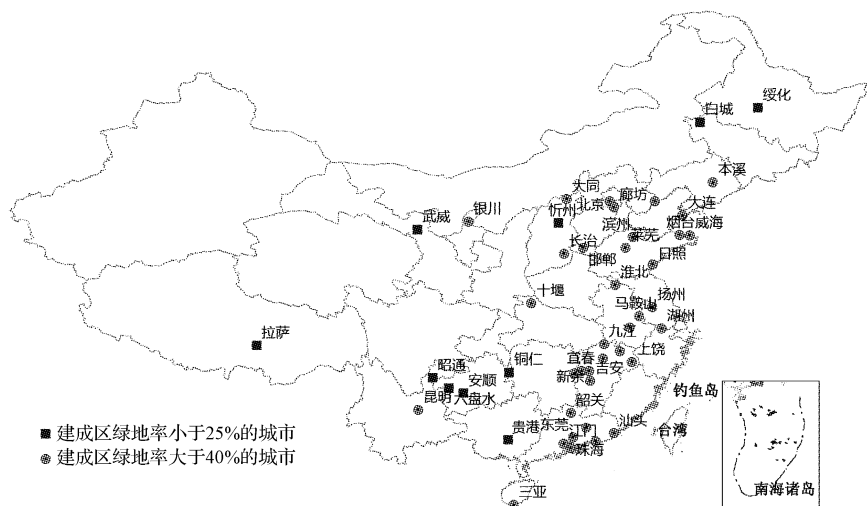 绥化
白城
本溪
大同
北京
廊坊
大连
武威
银川
忻州
滨州
烟台威海
莱芜
长治
邯郸
日照
淮北
十堰
扬州
马鞍山
湖州
拉萨
九江
上饶
铜仁
宜春
昭通
新余
吉安
安顺
六盘水
昆明
钓鱼岛
韶关
贵港
东莞
江门
汕头
台湾
珠海
三亚
南海诸岛
建成区绿地率小于25%的城市
建成区绿地率大于40%的城市